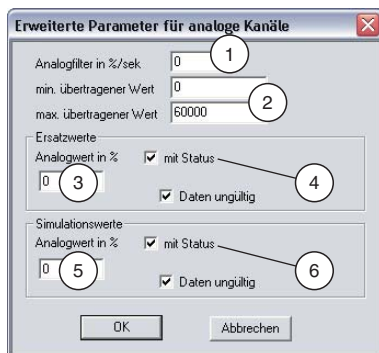 Erweiterte Parameter für analoge Kanäle
Analogfilter in %/sek 0 1
min. übertragener Wert 0
max. übertragener Wert 60000 2
Ersatzwerte
Analogwert in % mit Status
0 3 4
Daten ungültig
Simulationswerte
Analogwert in % mit Status
0 5 6
Daten ungültig
OK Abbrechen